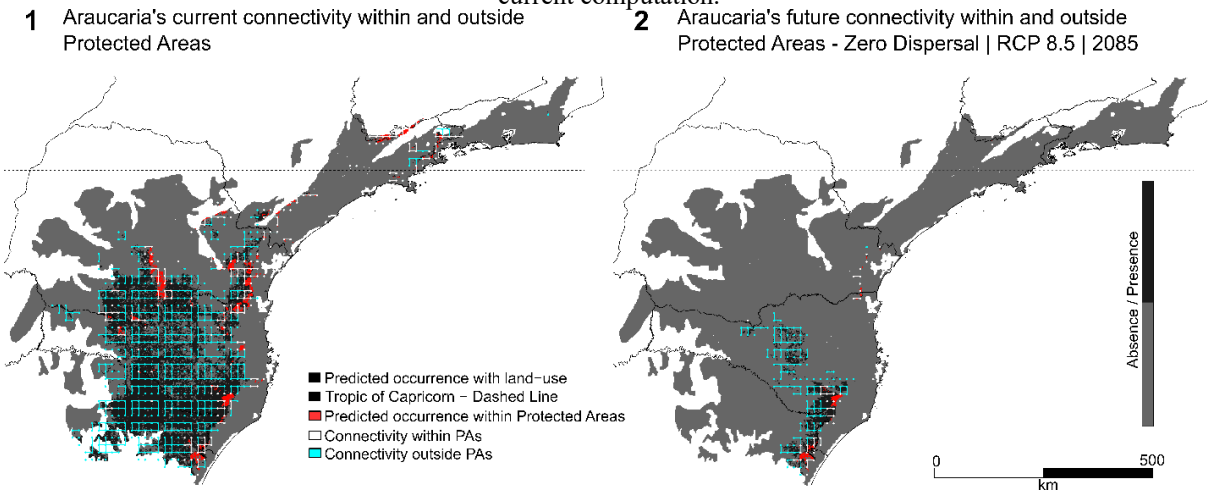 current computation.
1 Araucaria's current connectivity within and outside
Protected Areas
2 Araucaria's future connectivity within and outside
Protected Areas - Zero Dispersal | RCP 8.5 | 2085
Predicted occurrence with land-use
Tropic of Capricorn - Dashed Line
Predicted occurrence within Protected Areas
Connectivity within PAs
Connectivity outside PAs
Absence / Presence
0 500
km